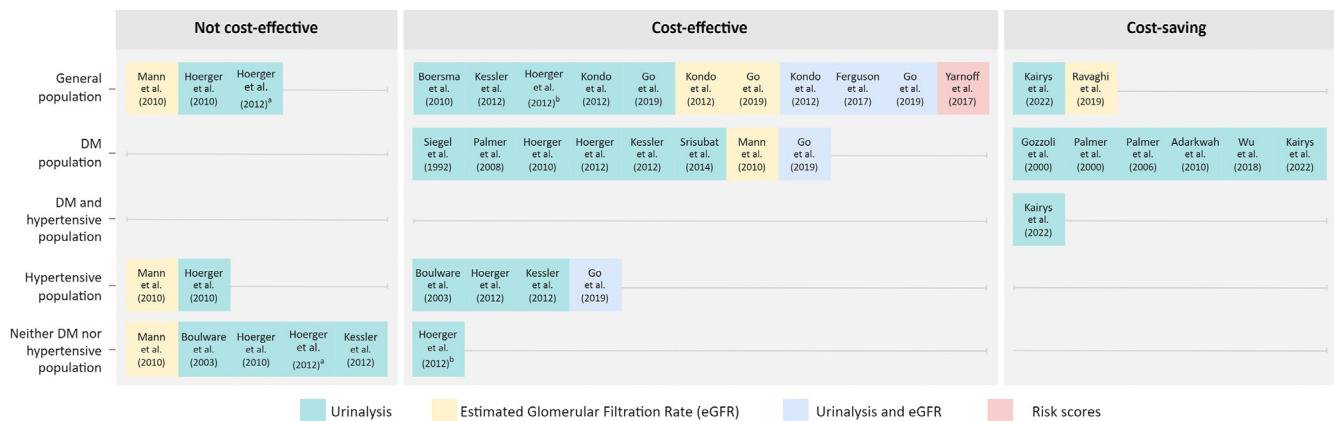 Not cost-effective
Cost-effective
Cost-saving
General
population
Mann
et al.
(2010)
Hoerger
et al.
(2010)
Hoerger
et al.
(2012)ᵃ
Boersma
et al.
(2010)
Kessler
et al.
(2012)
Hoerger
et al.
(2012)ᵇ
Kondo
et al.
(2012)
Go
et al.
(2019)
Kondo
et al.
(2012)
Go
et al.
(2019)
Kondo
et al.
(2012)
Ferguson
et al.
(2017)
Go
et al.
(2019)
Yarnoff
et al.
(2017)
Kairys
et al.
(2022)
Ravaghi
et al.
(2019)
DM
population
Siegel
et al.
(1992)
Palmer
et al.
(2008)
Hoerger
et al.
(2010)
Hoerger
et al.
(2012)
Kessler
et al.
(2012)
Srisubat
et al.
(2014)
Mann
et al.
(2010)
Go
et al.
(2019)
Gozzoli
et al.
(2000)
Palmer
et al.
(2000)
Palmer
et al.
(2006)
Adarkwah
et al.
(2010)
Wu
et al.
(2018)
Kairys
et al.
(2022)
DM and
hypertensive
population
Kairys
et al.
(2022)
Hypertensive
population
Mann
et al.
(2010)
Hoerger
et al.
(2010)
Boulware
et al.
(2003)
Hoerger
et al.
(2012)
Kessler
et al.
(2012)
Go
et al.
(2019)
Neither DM nor
hypertensive
population
Mann
et al.
(2010)
Boulware
et al.
(2003)
Hoerger
et al.
(2010)
Hoerger
et al.
(2012)ᵃ
Kessler
et al.
(2012)
Hoerger
et al.
(2012)ᵇ
Urinalysis
Estimated Glomerular Filtration Rate (eGFR)
Urinalysis and eGFR
Risk scores